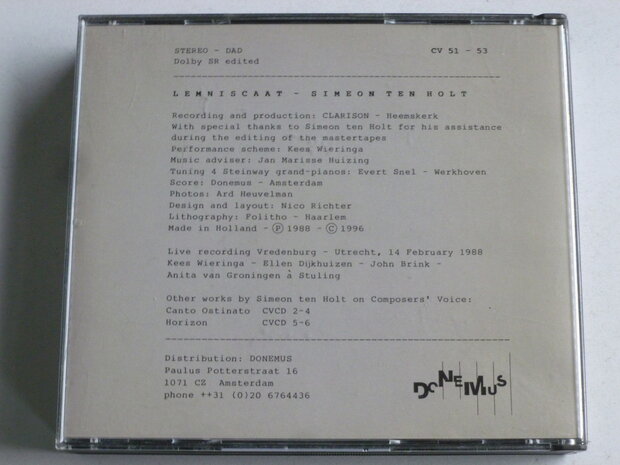 STEREO - DAD CV 51 - 53
Dolby SR edited
LEMNISCAAT - SIMEON TEN HOLT
Recording and production: CLARISON - Heemskerk
With special thanks to Simeon ten Holt for his assistance
during the editing of the mastertapes
Performance scheme: Kees Wieringa
Music adviser: Jan Marisse Huizing
Tuning 4 Steinway grand-pianos: Evert Snel - Werkhoven
Score: Donemus - Amsterdam
Photos: Ard Heuvelman
Design and layout: Nico Richter
Lithography: Folitho - Haarlem
Made in Holland - Ⓟ 1988 - © 1996
Live recording Vredenburg - Utrecht, 14 February 1988
Kees Wieringa - Ellen Dijkhuizen - John Brink -
Anita van Groningen à Stuling
Other works by Simeon ten Holt on Composers' Voice:
Canto Ostinato CVCD 2-4
Horizon CVCD 5-6
Distribution: DONEMUS
Paulus Potterstraat 16
1071 CZ Amsterdam
phone ++31 (0)20 6764436
DONEMUS